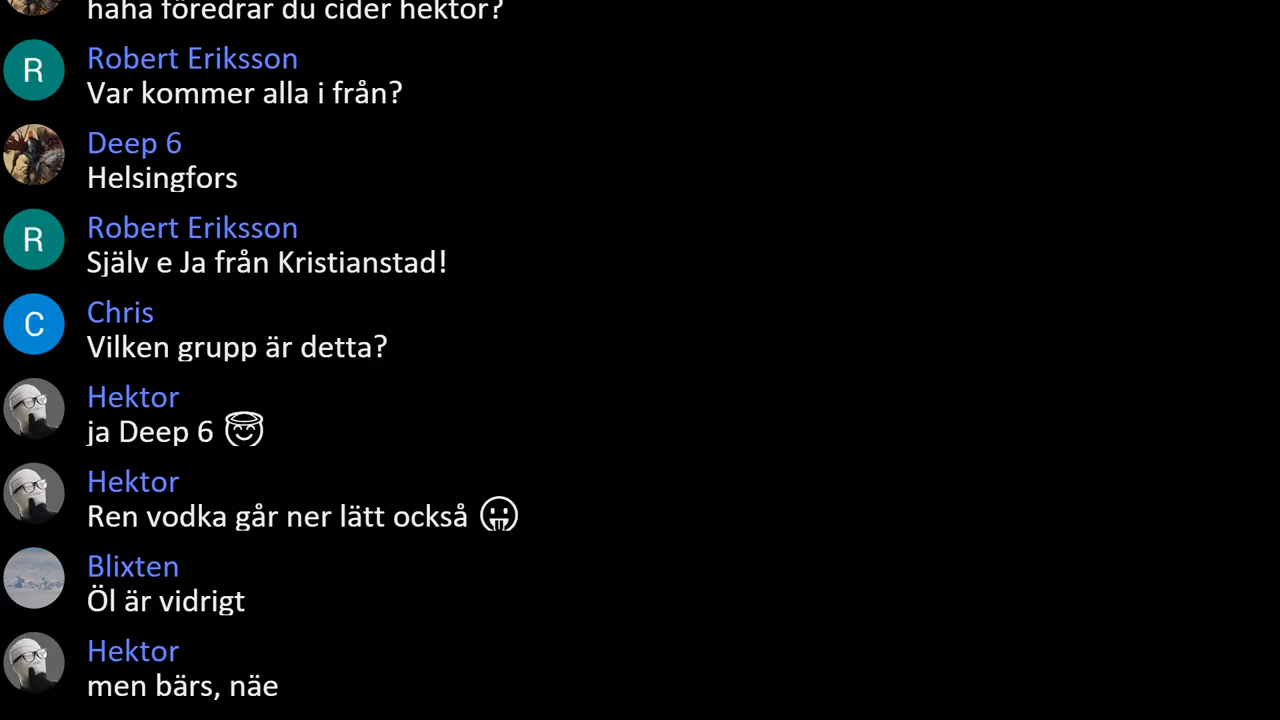 haha föredrar du cider hektor?
R
Robert Eriksson
Var kommer alla i från?
Deep 6
Helsingfors
R
Robert Eriksson
Själv e Ja från Kristianstad!
C
Chris
Vilken grupp är detta?
Hektor
ja Deep 6 😇
Hektor
Ren vodka går ner lätt också 😛
Blixten
Öl är vidrigt
Hektor
men bärs, näe